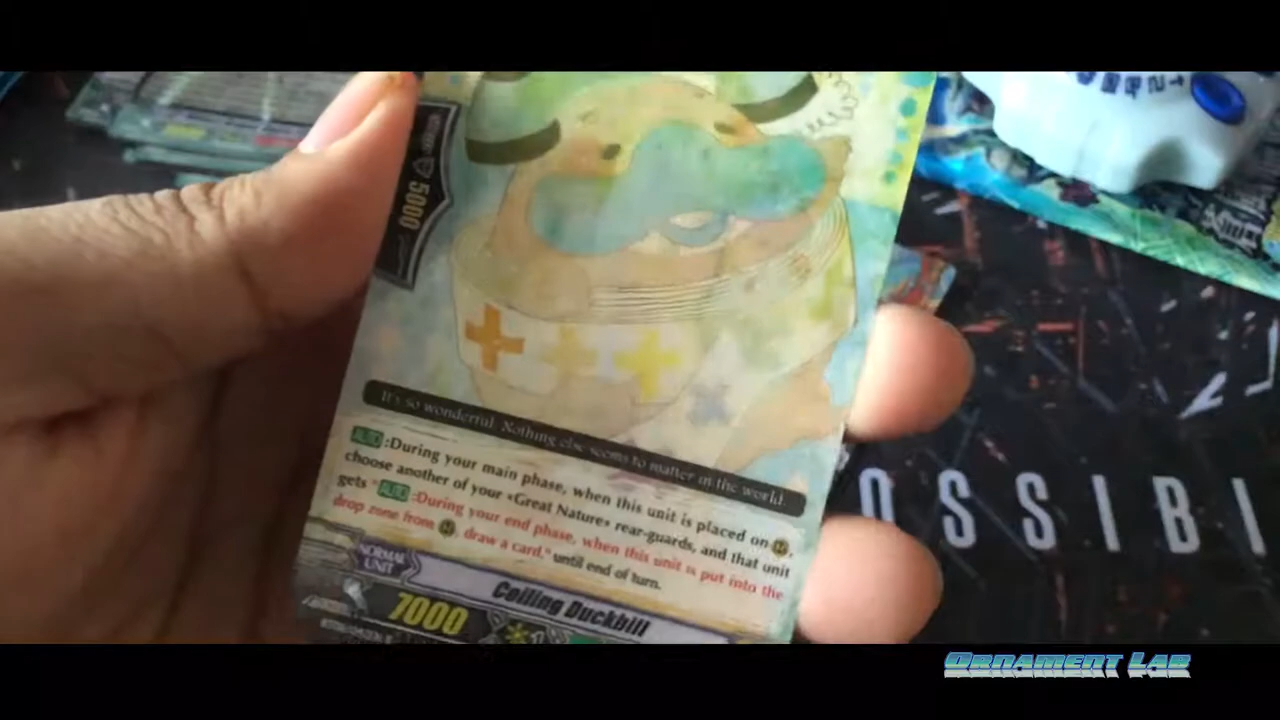 5000
It's so wonderful. Nothing else seems to matter in the world.
AUTO:During your main phase, when this unit is placed on R,
choose another of your «Great Nature» rear-guards, and that unit
gets "AUTO:During your end phase, when this unit is put into the
drop zone from R, draw a card." until end of turn.
NORMAL
UNIT
Coiling Duckbill
7000
OSSIBI
ORNAMENT LAB